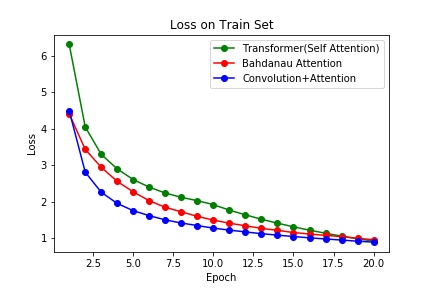 Loss on Train Set
Transformer(Self Attention)
Bahdanau Attention
Convolution+Attention
Loss
6
5
4
3
2
1
2.5 5.0 7.5 10.0 12.5 15.0 17.5 20.0
Epoch